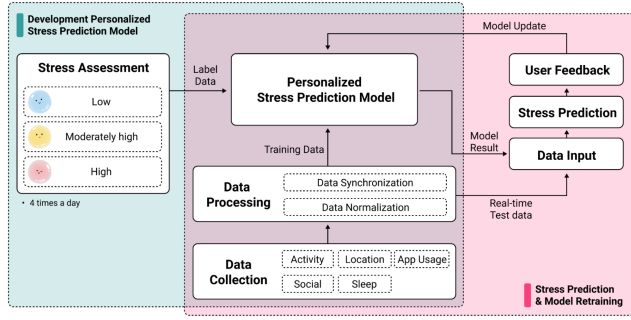 Development Personalized
Stress Prediction Model
Stress Assessment
Low
Moderately high
High
• 4 times a day
Label
Data
Personalized
Stress Prediction Model
Training Data
Data
Processing
Data Synchronization
Data Normalization
Data
Collection
Activity
Location
App Usage
Social
Sleep
Model Update
User Feedback
Stress Prediction
Data Input
Model
Result
Real-time
Test data
Stress Prediction
& Model Retraining